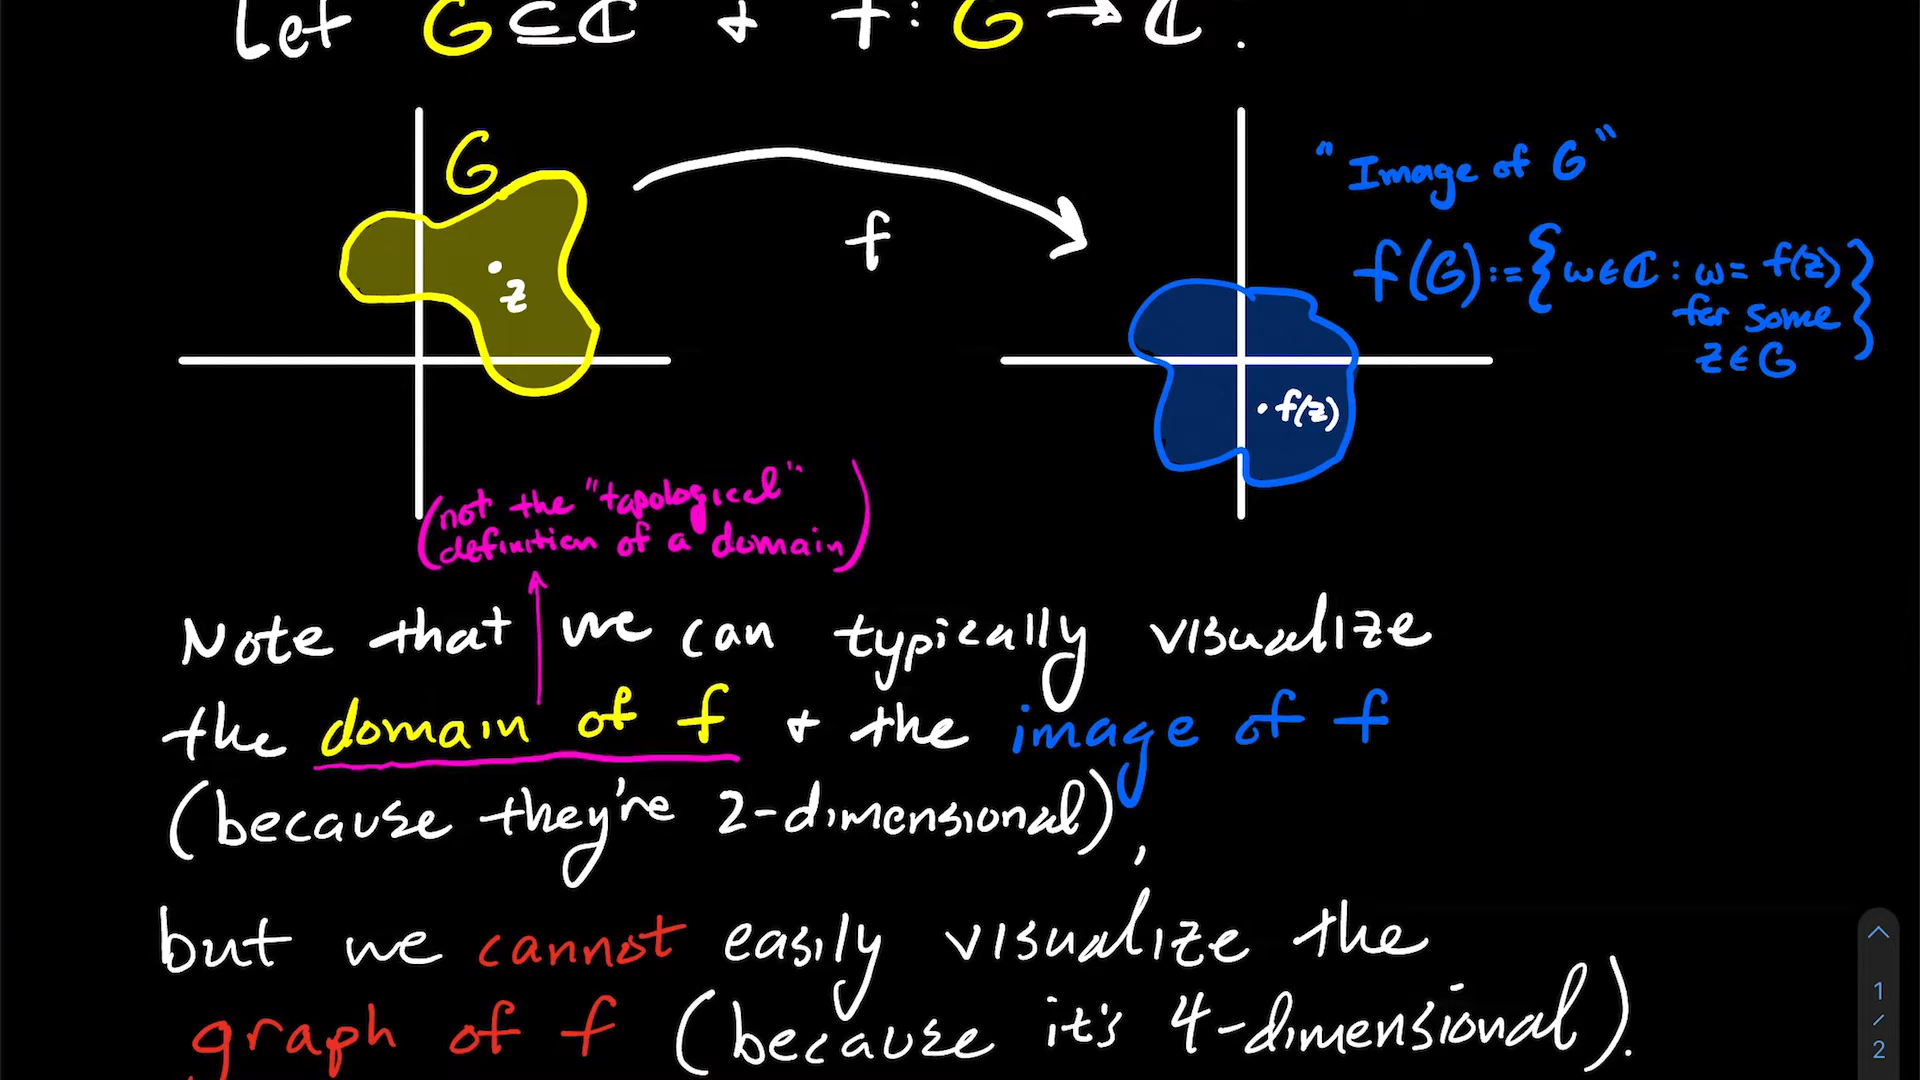 Let G ⊆ ℂ & f: G → ℂ.
G
z
f
"Image of G"
f(G):={w∈ℂ: w= f(z)
for some
z∈G}
f(z)
(not the "topological"
definition of a domain)
Note that we can typically visualize
the domain of f & the image of f
(because they're 2-dimensional),
but we cannot easily visualize the
graph of f (because it's 4-dimensional).
1
/
2